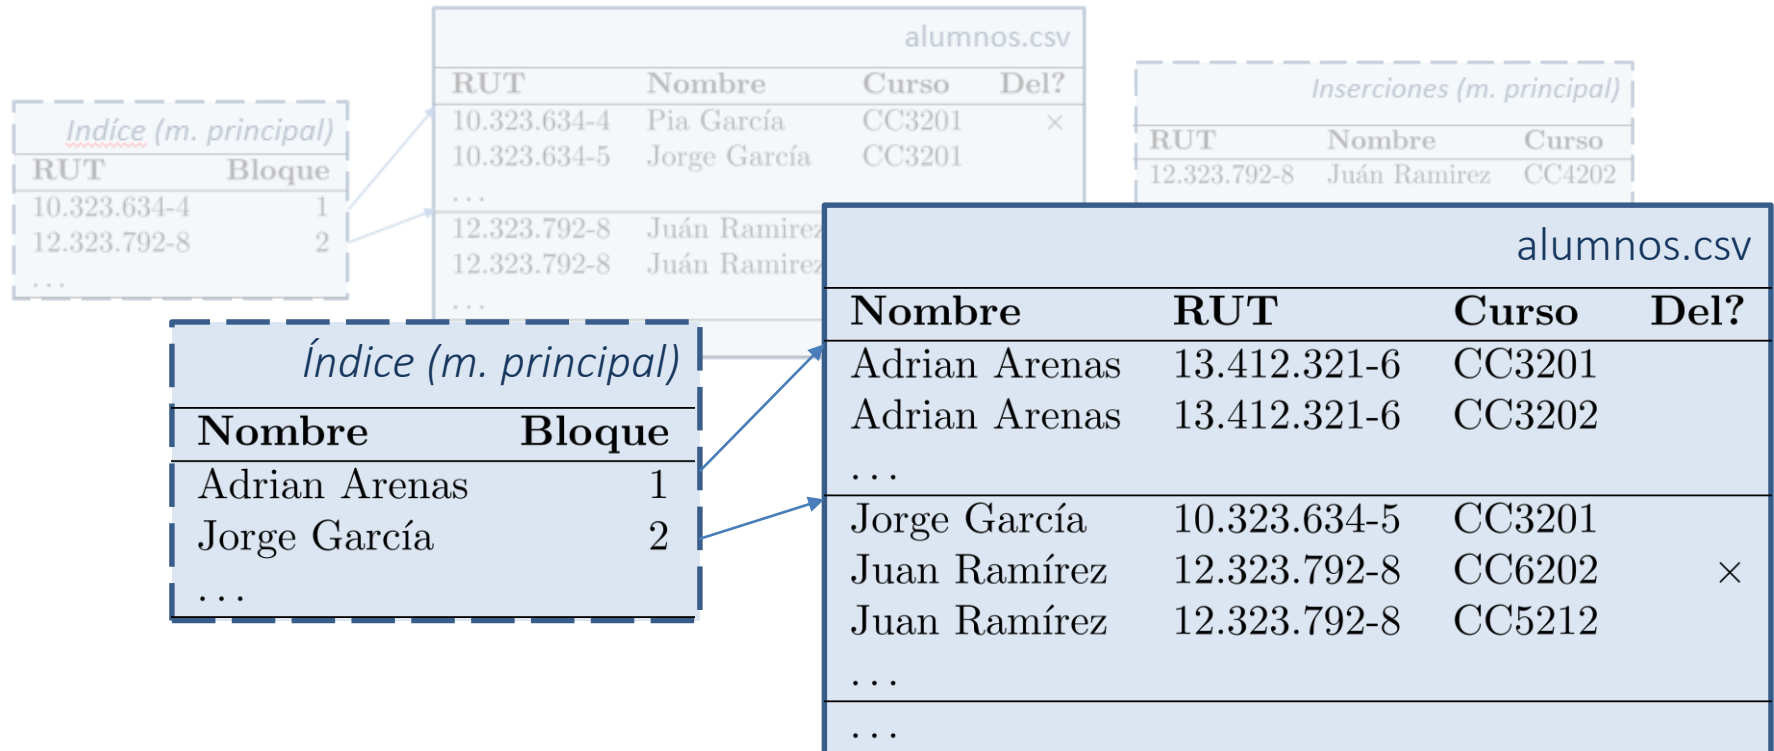 alumnos.csv
RUT Nombre Curso Del?
10.323.634-4 Pia García CC3201 ×
10.323.634-5 Jorge García CC3201
...
12.323.792-8 Juán Ramirez
12.323.792-8 Juán Ramirez
...
Indíce (m. principal)
RUT Bloque
10.323.634-4 1
12.323.792-8 2
...
Inserciones (m. principal)
RUT Nombre Curso
12.323.792-8 Juán Ramirez CC4202
Índice (m. principal)
Nombre Bloque
Adrian Arenas 1
Jorge García 2
...
alumnos.csv
Nombre RUT Curso Del?
Adrian Arenas 13.412.321-6 CC3201
Adrian Arenas 13.412.321-6 CC3202
...
Jorge García 10.323.634-5 CC3201
Juan Ramírez 12.323.792-8 CC6202 ×
Juan Ramírez 12.323.792-8 CC5212
...
...